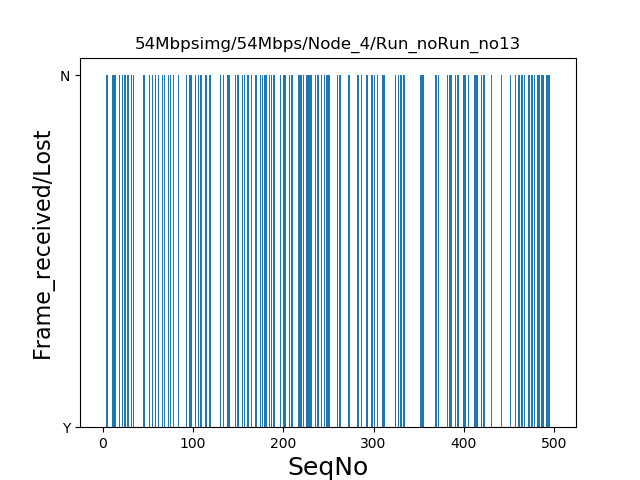 54Mbpsimg/54Mbps/Node_4/Run_noRun_no13
N
Frame_received/Lost
Y
0 100 200 300 400 500
SeqNo